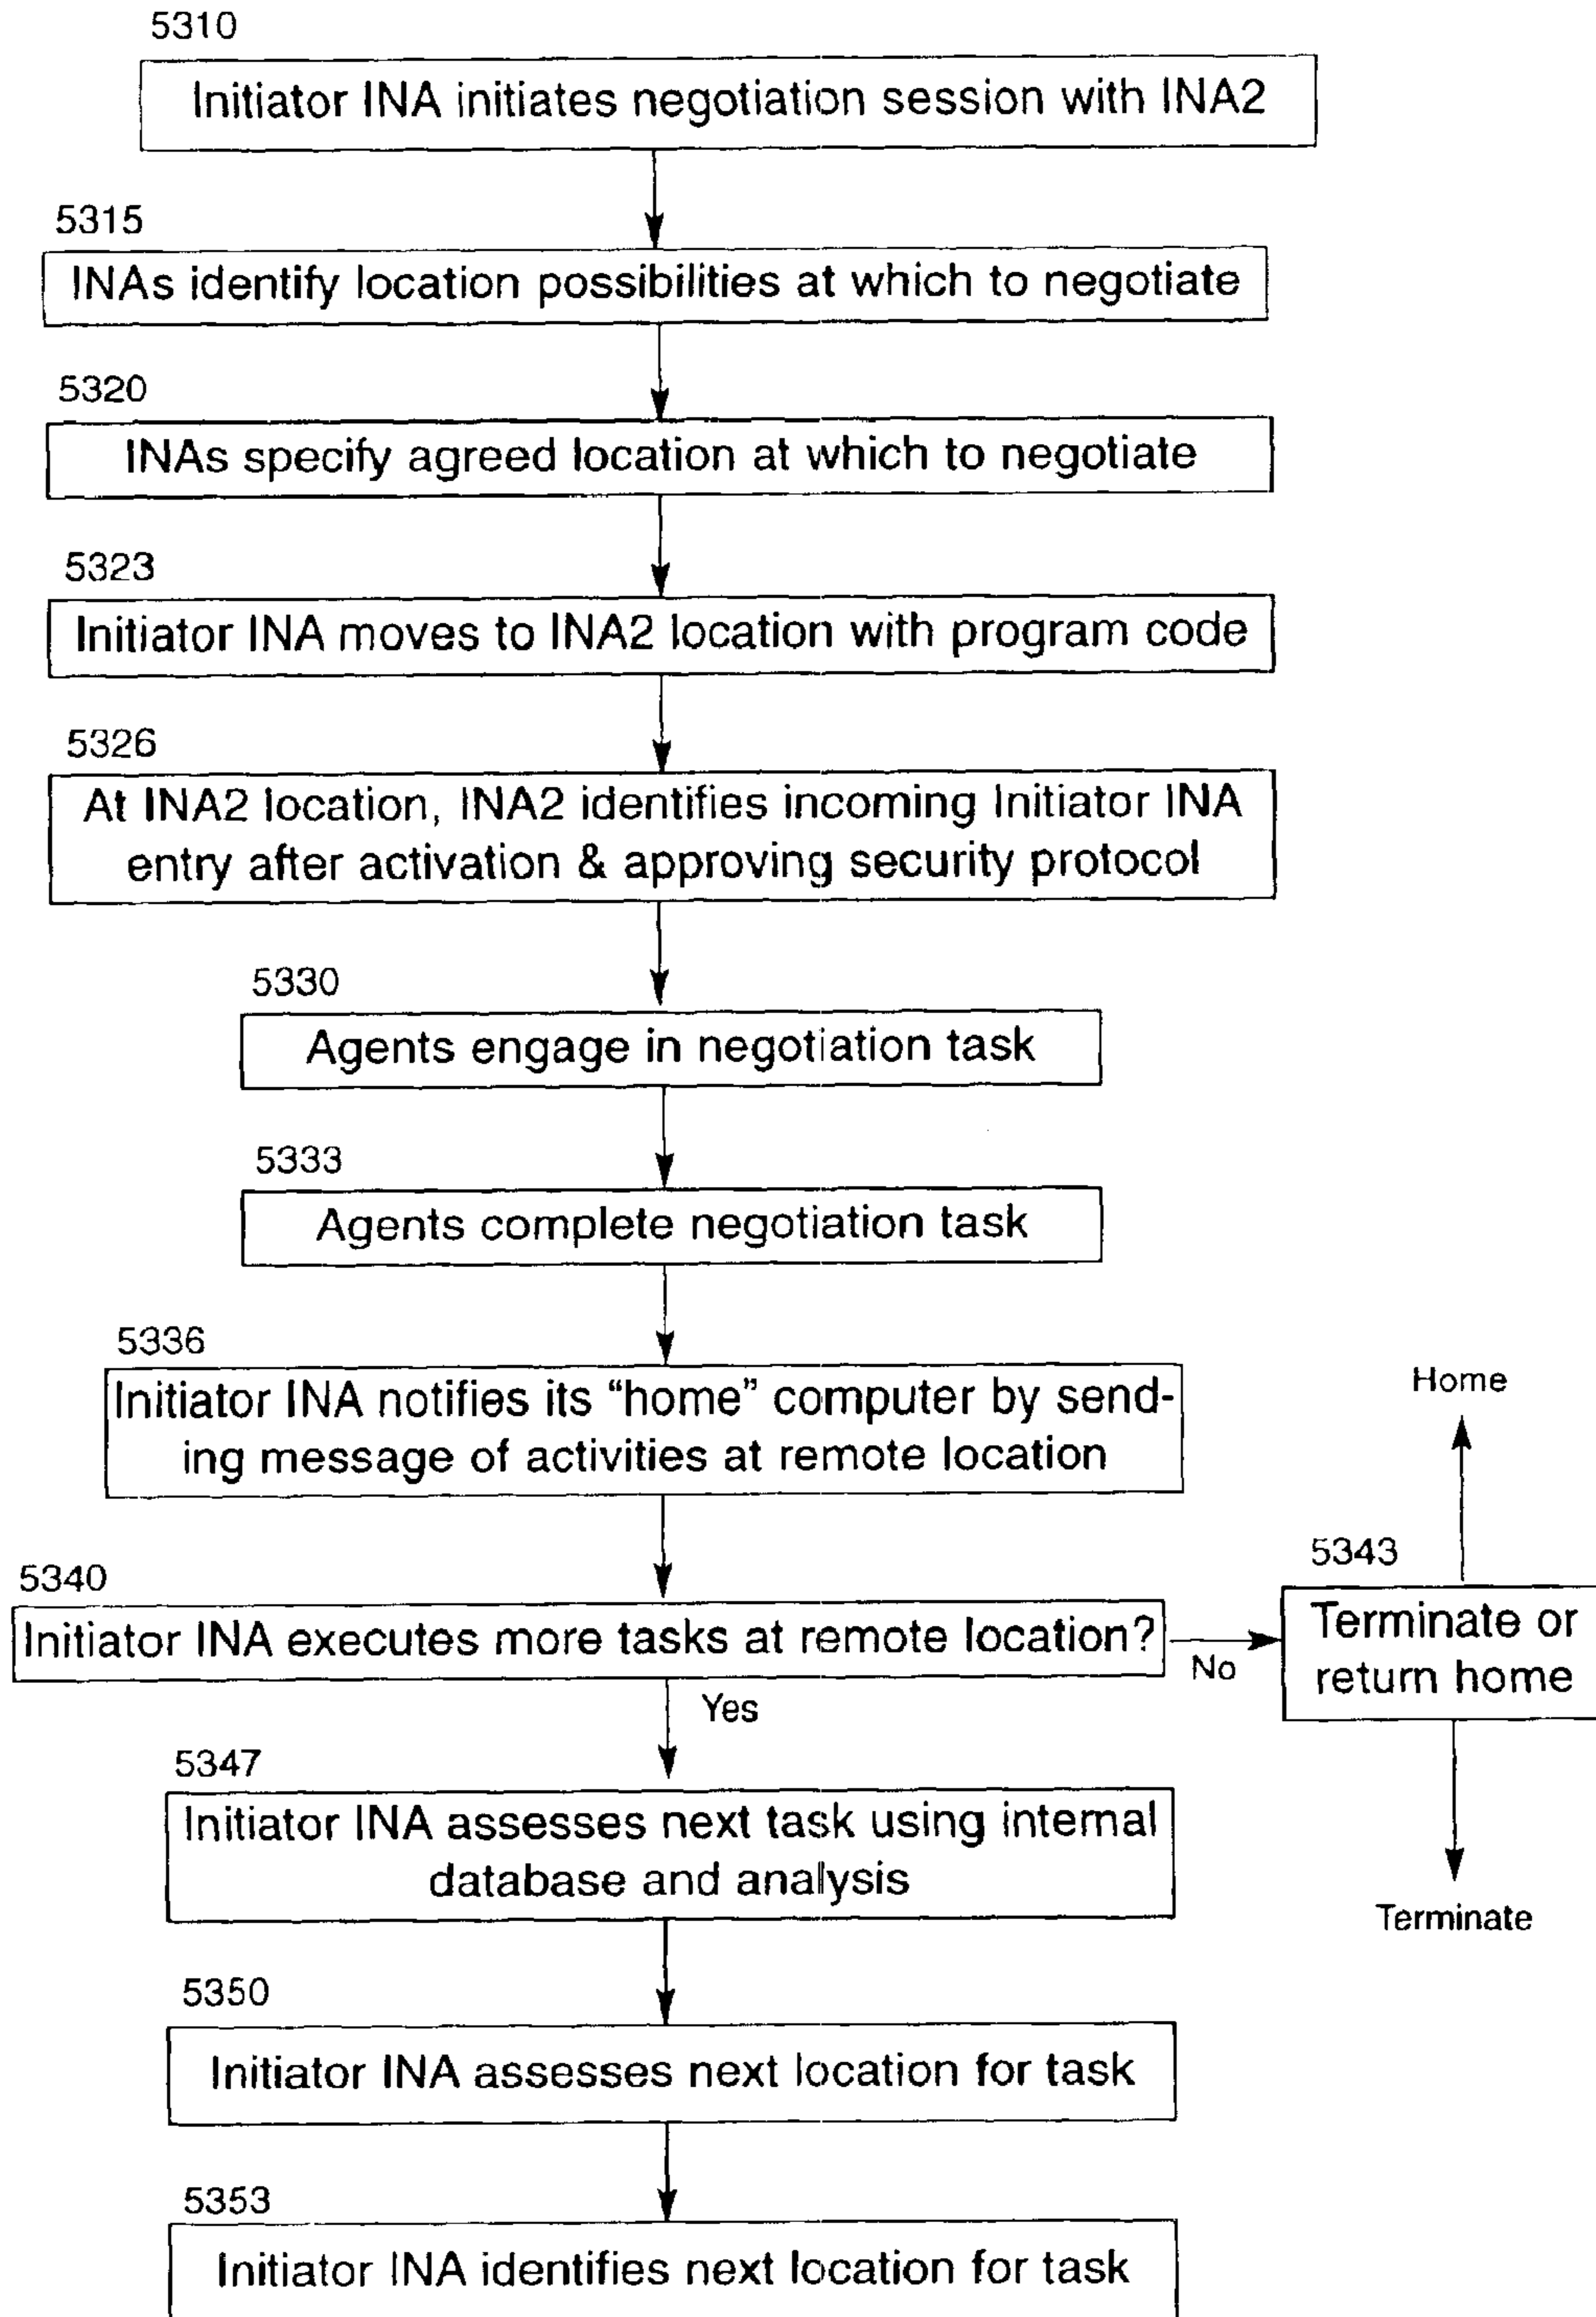 5310
Initiator INA initiates negotiation session with INA2
5315
INAs identify location possibilities at which to negotiate
5320
INAs specify agreed location at which to negotiate
5323
Initiator INA moves to INA2 location with program code
5326
At INA2 location, INA2 identifies incoming Initiator INA
entry after activation & approving security protocol
5330
Agents engage in negotiation task
5333
Agents complete negotiation task
5336
Initiator INA notifies its “home” computer by send-
ing message of activities at remote location
5340
Initiator INA executes more tasks at remote location?
No
Yes
Home
5343
Terminate or
return home
Terminate
5347
Initiator INA assesses next task using internal
database and analysis
5350
Initiator INA assesses next location for task
5353
Initiator INA identifies next location for task